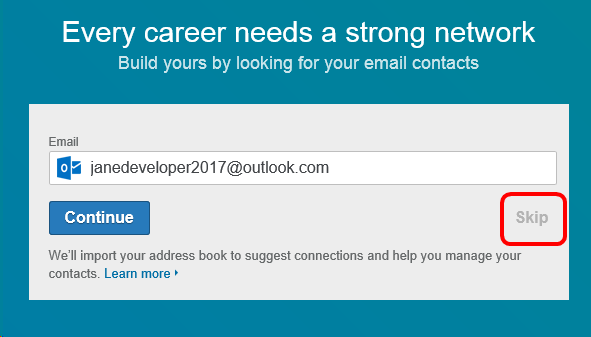 Every career needs a strong network
Build yours by looking for your email contacts
Email
janedeveloper2017@outlook.com
Continue
Skip
We'll import your address book to suggest connections and help you manage your
contacts. Learn more